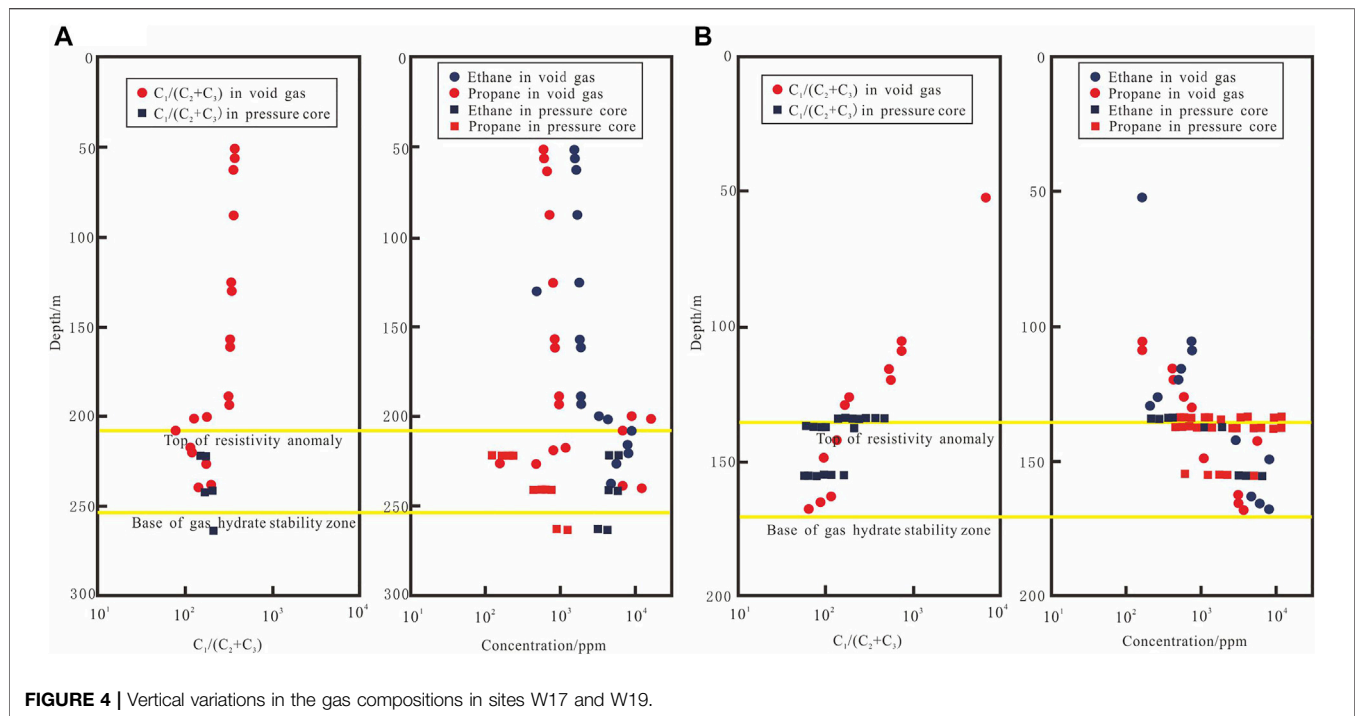 A
0
50
100
150
200
250
300
Depth/m
C₁/(C₂+C₃) in void gas
C₁/(C₂+C₃) in pressure core
Top of resistivity anomaly
Base of gas hydrate stability zone
10¹ 10² 10³ 10⁴
C₁/(C₂+C₃)
0
50
100
150
200
250
300
Ethane in void gas
Propane in void gas
Ethane in pressure core
Propane in pressure core
10¹ 10² 10³ 10⁴
Concentration/ppm
B
0
50
100
150
200
Depth/m
C₁/(C₂+C₃) in void gas
C₁/(C₂+C₃) in pressure core
Top of resistivity anomaly
Base of gas hydrate stability zone
10¹ 10² 10³ 10⁴
C₁/(C₂+C₃)
0
50
100
150
200
Ethane in void gas
Propane in void gas
Ethane in pressure core
Propane in pressure core
10¹ 10² 10³ 10⁴
Concentration/ppm
FIGURE 4 | Vertical variations in the gas compositions in sites W17 and W19.